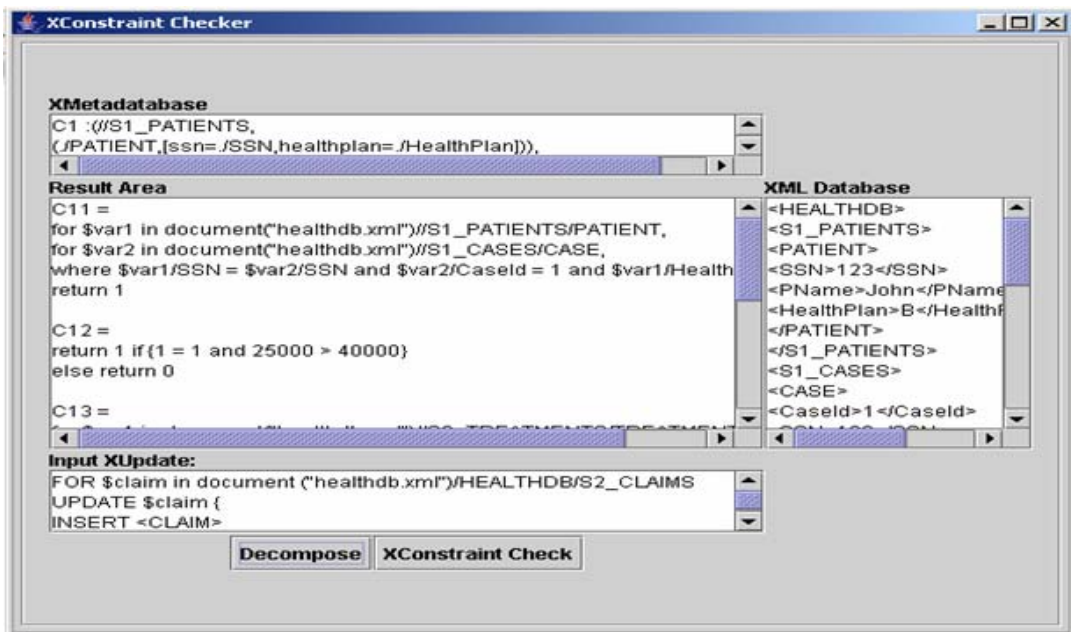 XConstraint Checker
XMetadatabase
C1 :(//S1_PATIENTS,
(./PATIENT,[ssn=./SSN,healthplan=./HealthPlan])),
Result Area
C11 =
for $var1 in document("healthdb.xml")//S1_PATIENTS/PATIENT,
for $var2 in document("healthdb.xml")//S1_CASES/CASE,
where $var1/SSN = $var2/SSN and $var2/CaseId = 1 and $var1/Health
return 1
C12 =
return 1 if {1 = 1 and 25000 > 40000}
else return 0
C13 =
XML Database
<HEALTHDB>
<S1_PATIENTS>
<PATIENT>
<SSN>123</SSN>
<PName>John</PName
<HealthPlan>B</Health
</PATIENT>
</S1_PATIENTS>
<S1_CASES>
<CASE>
<CaseId>1</CaseId>
Input XUpdate:
FOR $claim in document ("healthdb.xml")/HEALTHDB/S2_CLAIMS
UPDATE $claim {
INSERT <CLAIM>
Decompose XConstraint Check